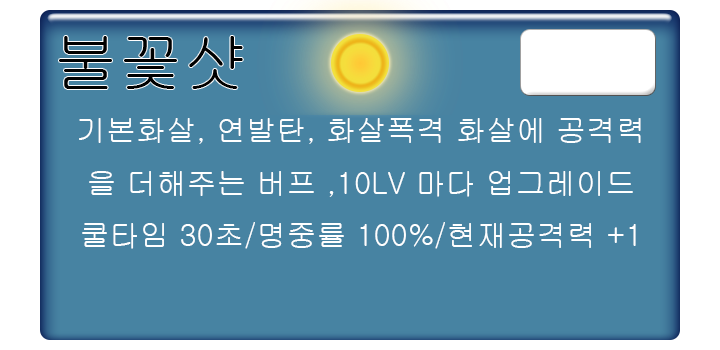 불꽃샷
기본화살, 연발탄, 화살폭격 화살에 공격력
을 더해주는 버프 ,10LV 마다 업그레이드
쿨타임 30초/명중률 100%/현재공격력 +1